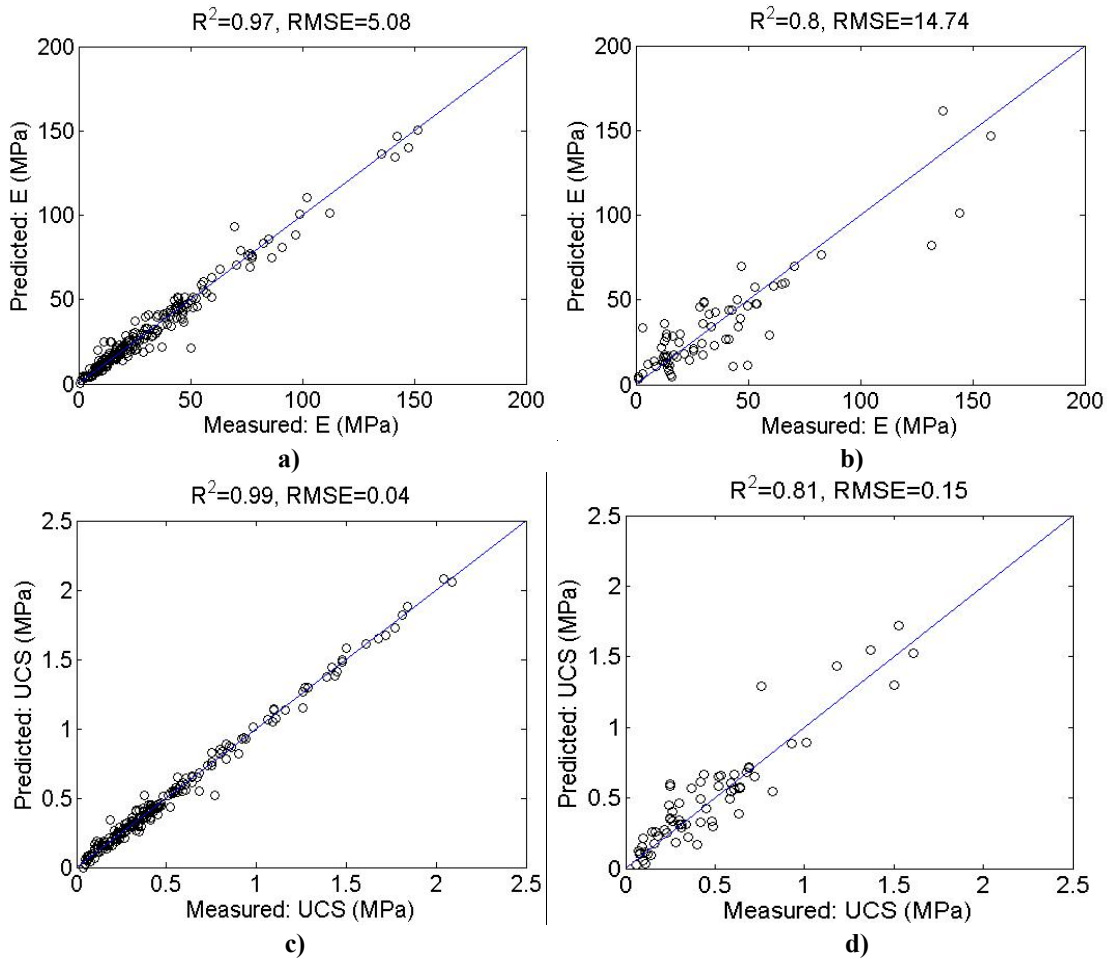 R²=0.97, RMSE=5.08
200
150
100
50
0
0 50 100 150 200
Predicted: E (MPa)
Measured: E (MPa)
a)
R²=0.8, RMSE=14.74
200
150
100
50
0
0 50 100 150 200
Predicted: E (MPa)
Measured: E (MPa)
b)
R²=0.99, RMSE=0.04
2.5
2
1.5
1
0.5
0
0 0.5 1 1.5 2 2.5
Predicted: UCS (MPa)
Measured: UCS (MPa)
c)
R²=0.81, RMSE=0.15
2.5
2
1.5
1
0.5
0
0 0.5 1 1.5 2 2.5
Predicted: UCS (MPa)
Measured: UCS (MPa)
d)